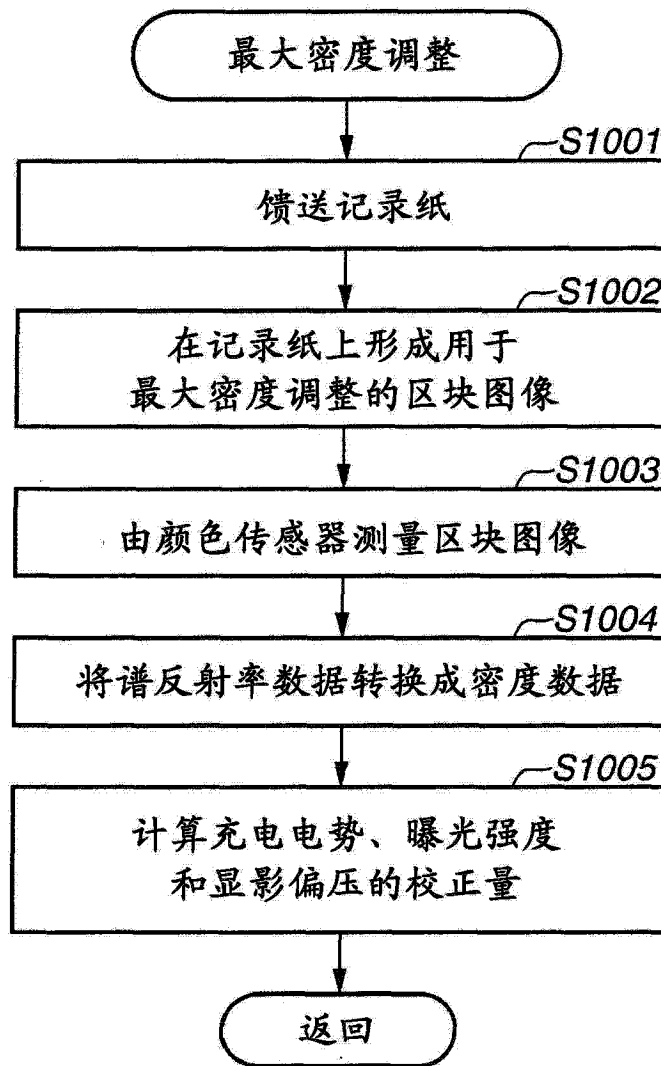 最大密度调整
S1001
馈送记录纸
S1002
在记录纸上形成用于
最大密度调整的区块图像
S1003
由颜色传感器测量区块图像
S1004
将谱反射率数据转换成密度数据
S1005
计算充电电势、曝光强度
和显影偏压的校正量
返回